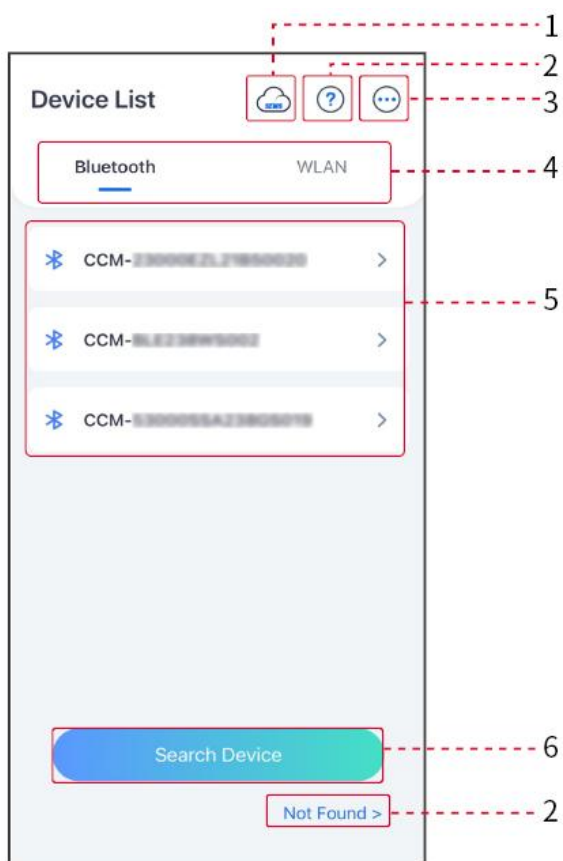 1
2
Device List
3
Bluetooth WLAN
4
CCM-
5
CCM-
CCM-
Search Device
6
Not Found >
2